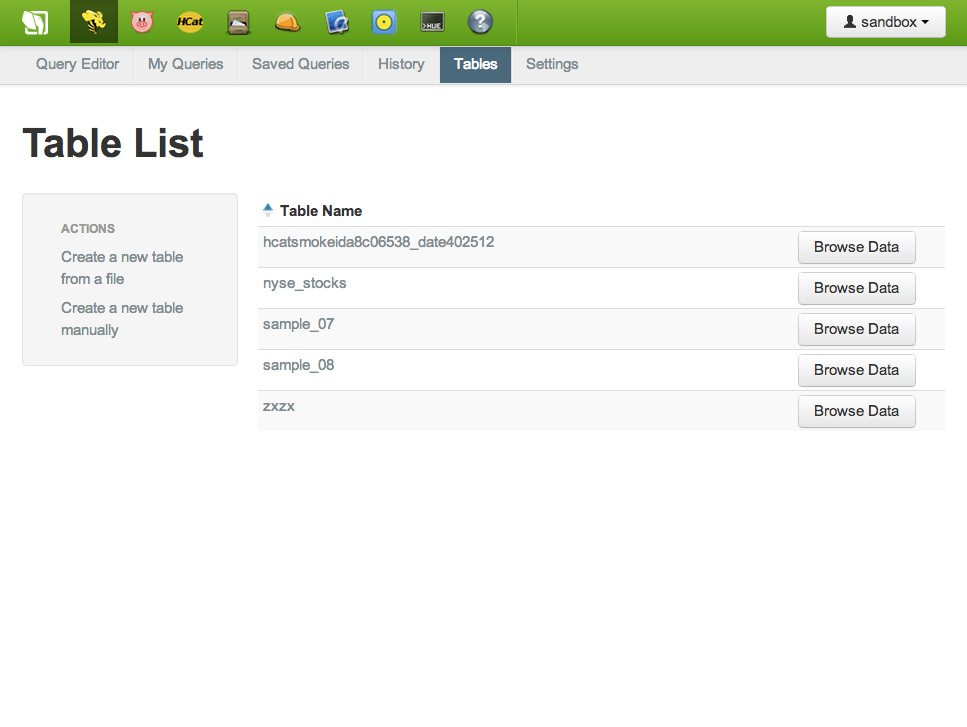 HCat
>HUE
?
sandbox
Query Editor
My Queries
Saved Queries
History
Tables
Settings
Table List
ACTIONS
Create a new table
from a file
Create a new table
manually
Table Name
hcatsmokeida8c06538_date402512 Browse Data
nyse_stocks Browse Data
sample_07 Browse Data
sample_08 Browse Data
zxzx Browse Data